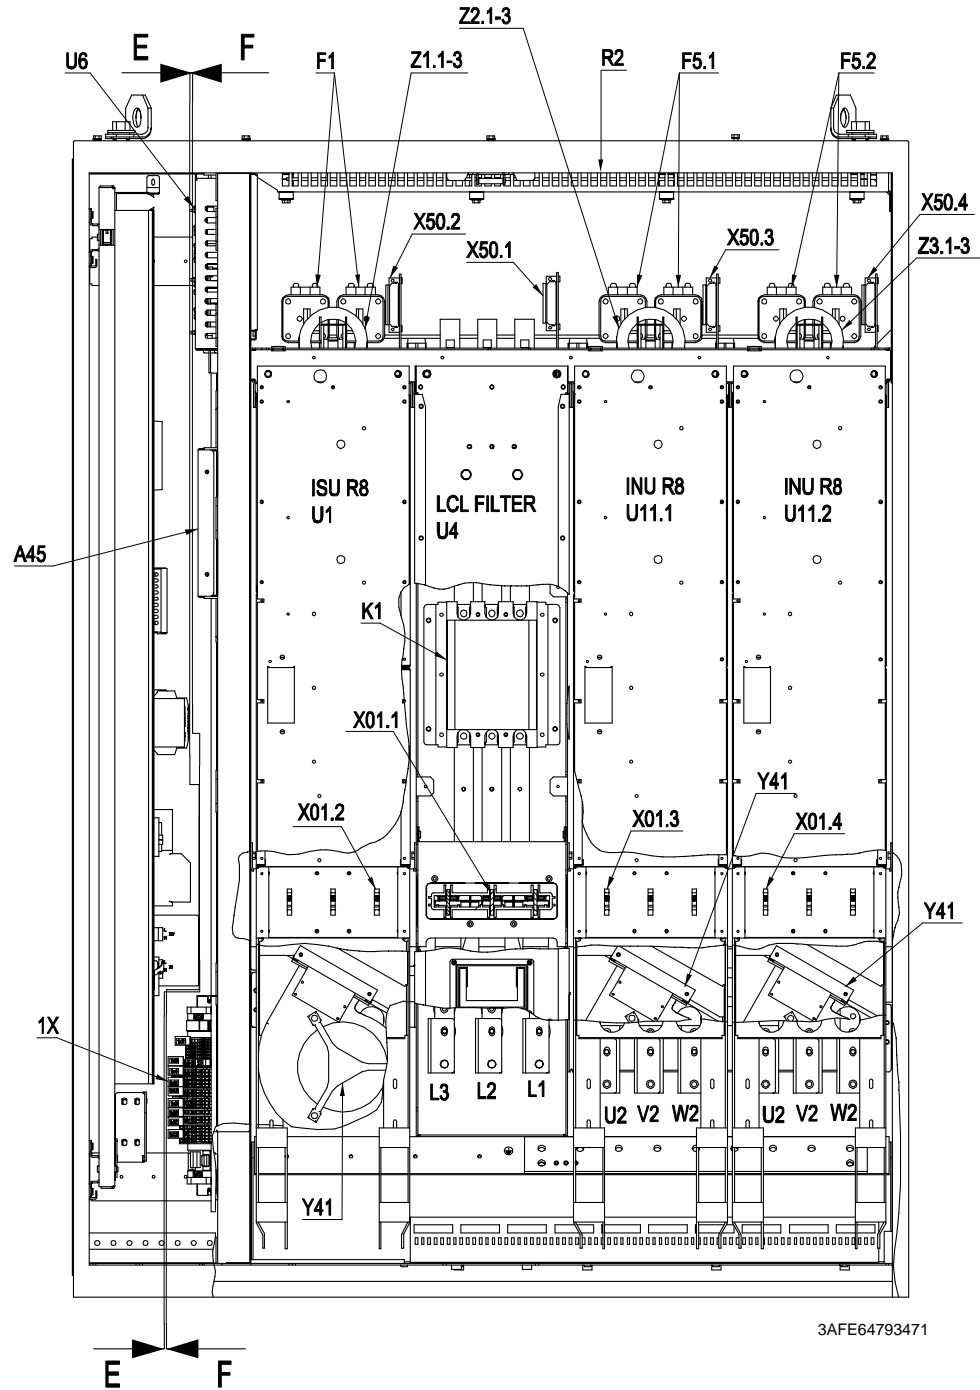 Z2.1-3
E F
U6
F1
Z1.1-3
R2
F5.1
F5.2
X50.4
X50.2
X50.1
X50.3
Z3.1-3
ISU R8
U1
LCL FILTER
U4
INU R8
U11.1
INU R8
U11.2
A45
K1
X01.1
Y41
X01.2
X01.3
X01.4
Y41
1X
L3 L2 L1
U2 V2 W2
U2 V2 W2
Y41
3AFE64793471
E F